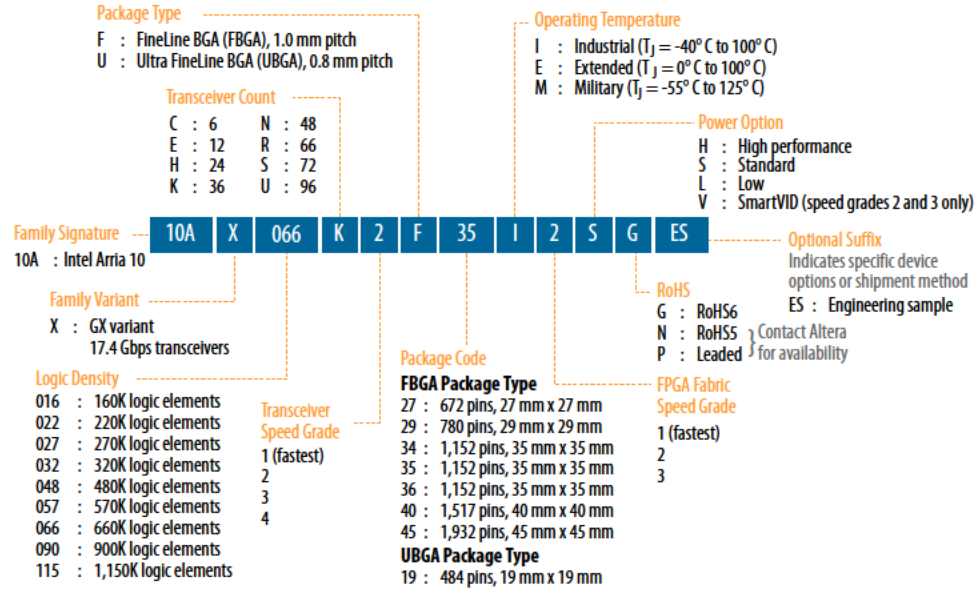 Package Type
F : FineLine BGA (FBGA), 1.0 mm pitch
U : Ultra FineLine BGA (UBGA), 0.8 mm pitch
Operating Temperature
I : Industrial (TJ = -40° C to 100° C)
E : Extended (TJ = 0° C to 100° C)
M : Military (TJ = -55° C to 125° C)
Transceiver Count
C : 6 N : 48
E : 12 R : 66
H : 24 S : 72
K : 36 U : 96
Power Option
H : High performance
S : Standard
L : Low
V : SmartVID (speed grades 2 and 3 only)
10A X 066 K 2 F 35 I 2 S G ES
Family Signature
10A : Intel Arria 10
Optional Suffix
Indicates specific device
options or shipment method
ES : Engineering sample
Family Variant
X : GX variant
17.4 Gbps transceivers
RoHS
G : RoHS6
N : RoHS5
P : Leaded
Contact Altera
for availability
Logic Density
016 : 160K logic elements
022 : 220K logic elements
027 : 270K logic elements
032 : 320K logic elements
048 : 480K logic elements
057 : 570K logic elements
066 : 660K logic elements
090 : 900K logic elements
115 : 1,150K logic elements
Transceiver
Speed Grade
1 (fastest)
2
3
4
Package Code
FBGA Package Type
27 : 672 pins, 27 mm x 27 mm
29 : 780 pins, 29 mm x 29 mm
34 : 1,152 pins, 35 mm x 35 mm
35 : 1,152 pins, 35 mm x 35 mm
36 : 1,152 pins, 35 mm x 35 mm
40 : 1,517 pins, 40 mm x 40 mm
45 : 1,932 pins, 45 mm x 45 mm
UBGA Package Type
19 : 484 pins, 19 mm x 19 mm
FPGA Fabric
Speed Grade
1 (fastest)
2
3